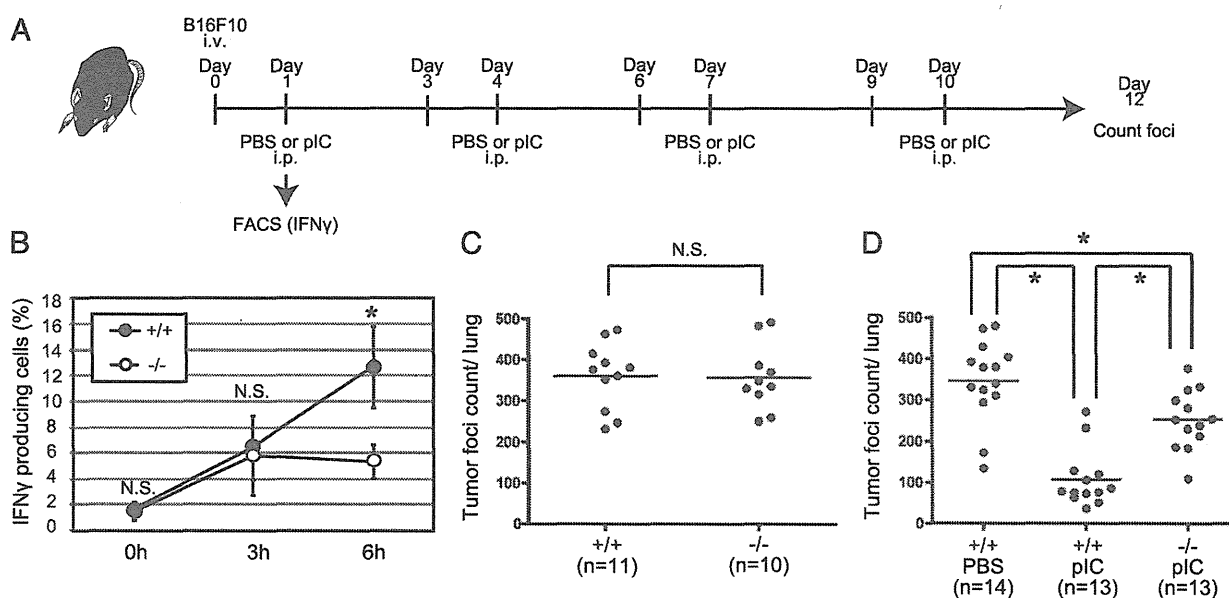 A
B16F10
i.v.
Day Day Day Day Day Day Day Day Day
0 1 3 4 6 7 9 10 12
Count foci
PBS or pIC PBS or pIC PBS or pIC PBS or pIC
i.p. i.p. i.p. i.p.
FACS (IFNγ)
B
IFNγ producing cells (%)
18
16
14
12
10
8
6
4
2
0
+/+
-/-
N.S.
N.S.
*
0h 3h 6h
C
N.S.
Tumor foci count/ lung
500
400
300
200
100
0
+/+ -/-
(n=11) (n=10)
D
*
* *
Tumor foci count/ lung
500
400
300
200
100
0
+/+ +/+ -/-
PBS pIC pIC
(n=14) (n=13) (n=13)